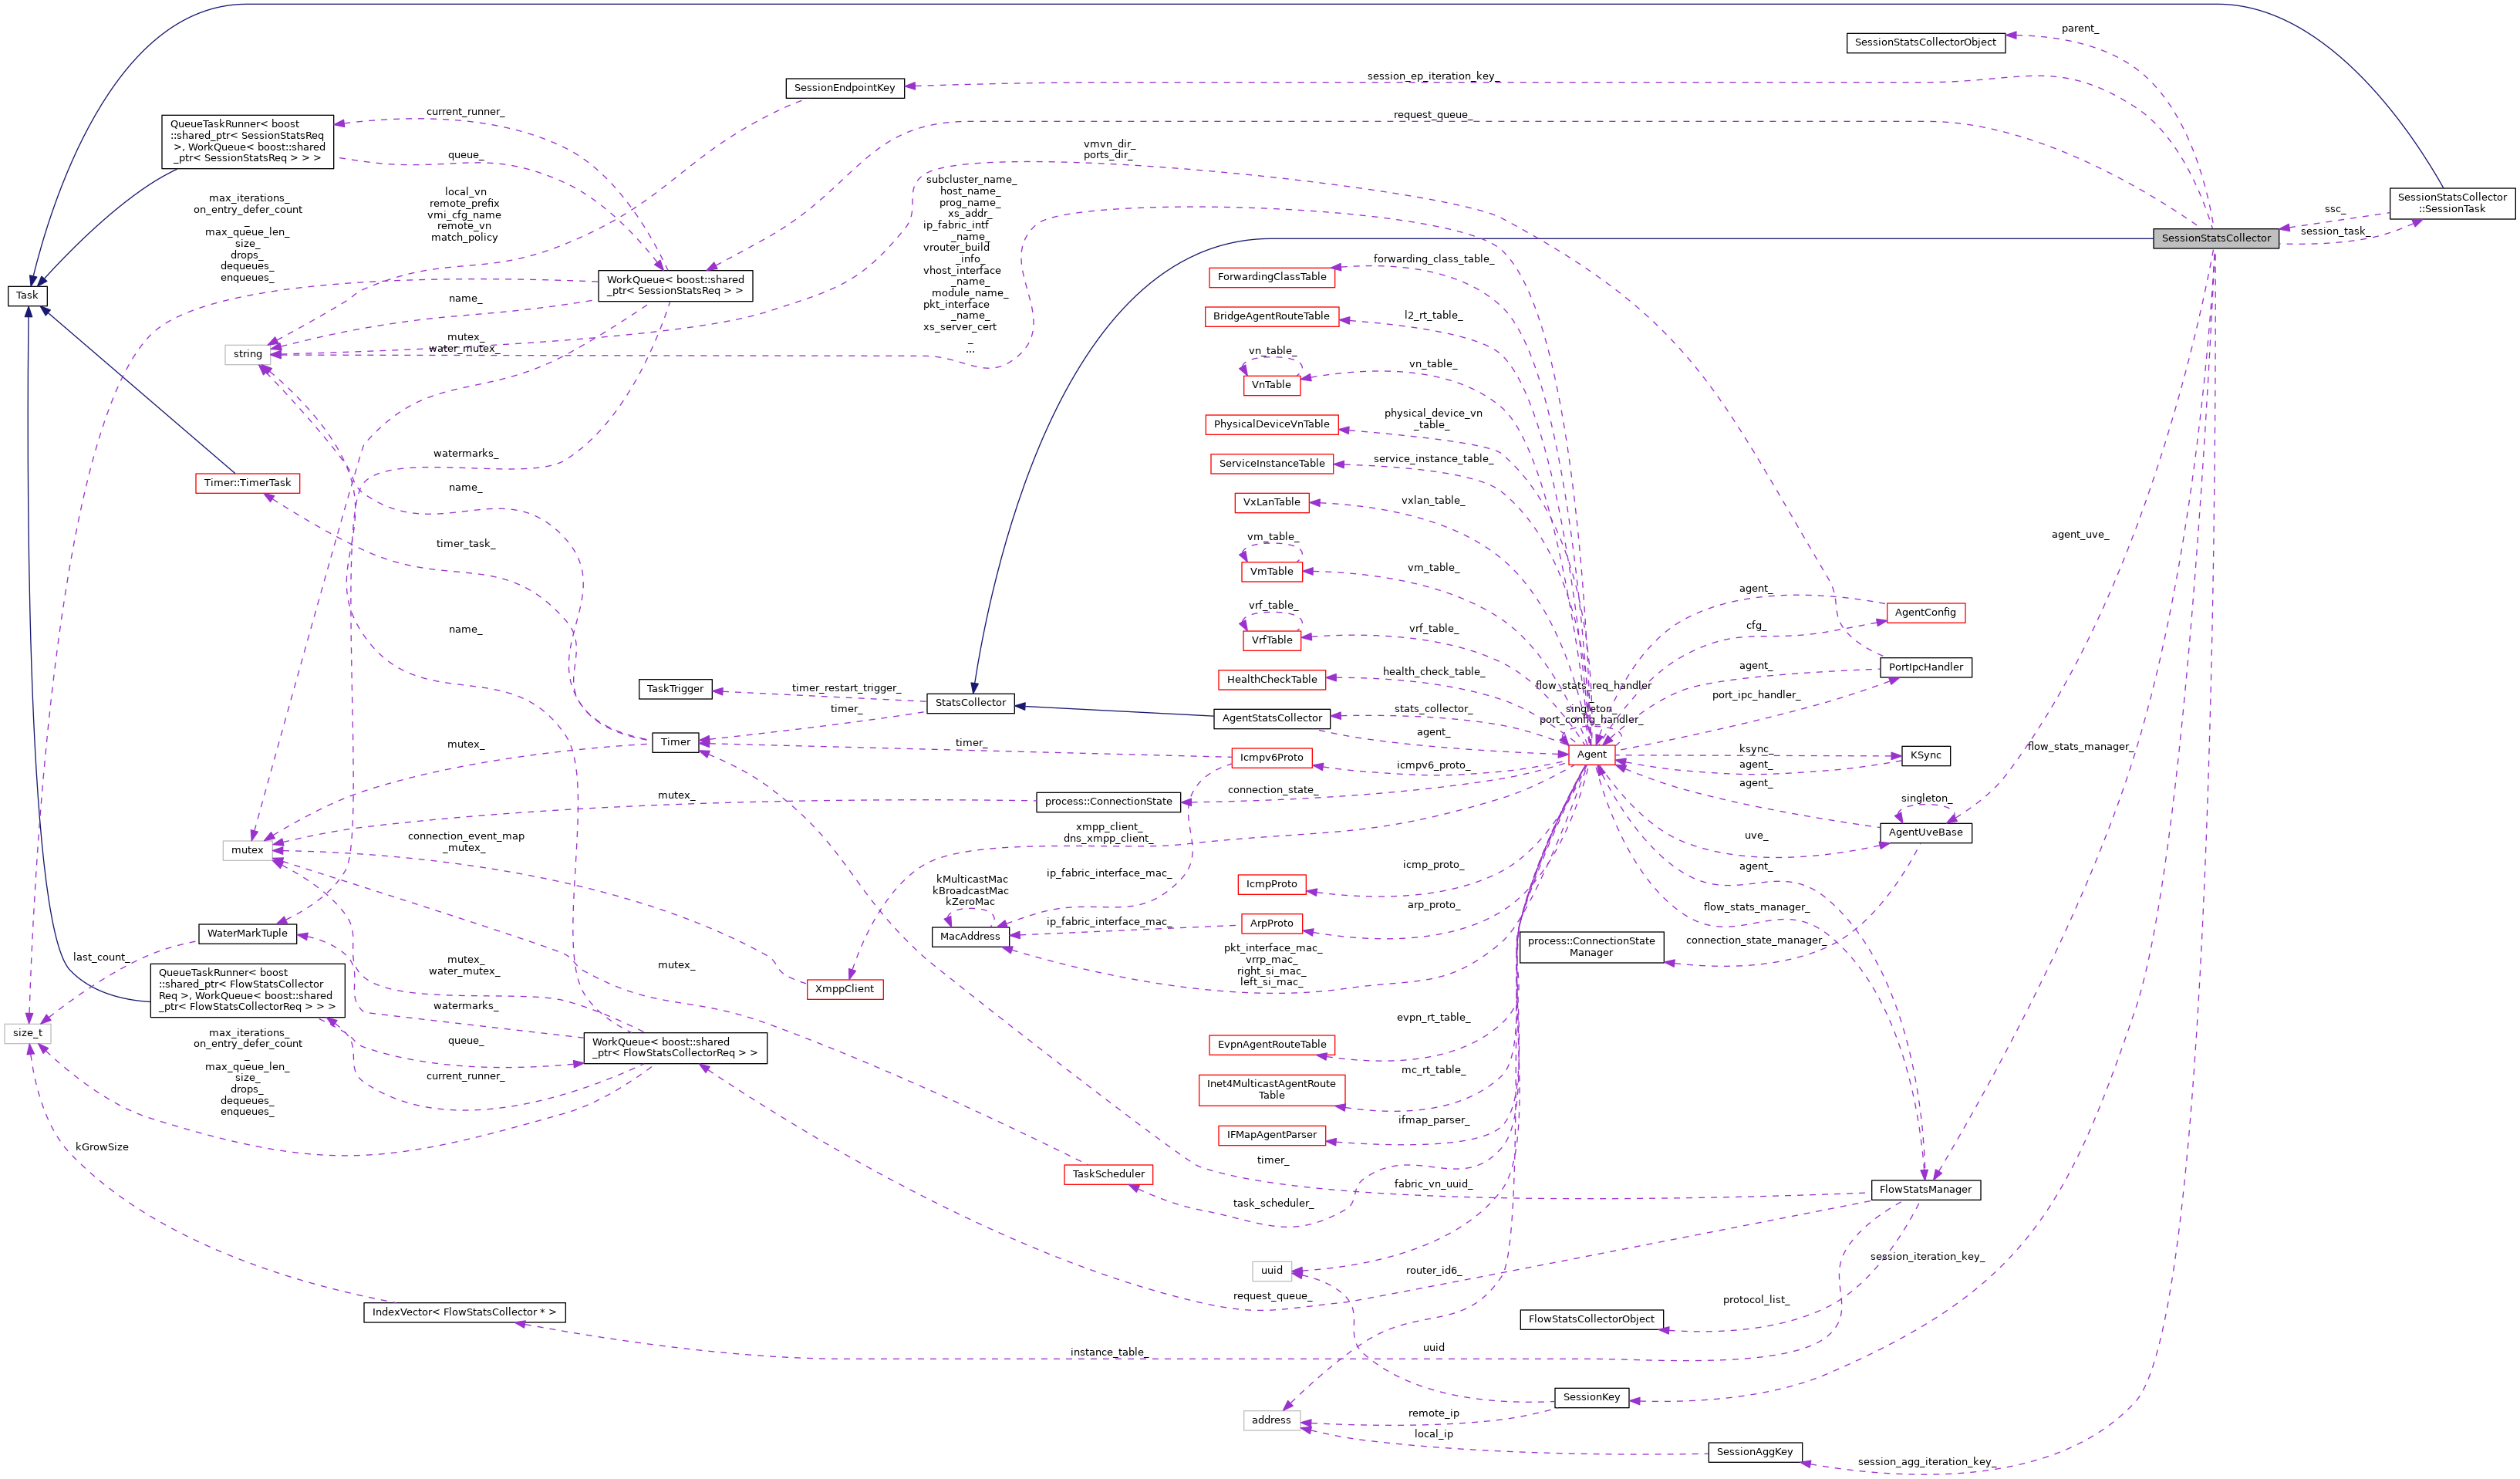 parent_
SessionStatsCollectorObject
session_ep_iteration_key_
SessionEndpointKey
current_runner_
request_queue_
QueueTaskRunner< boost
::shared_ptr< SessionStatsReq
>, WorkQueue< boost::shared
_ptr< SessionStatsReq > > >
queue_
vmvn_dir_
ports_dir_
max_iterations_
on_entry_defer_count
_
max_queue_len_
size_
drops_
dequeues_
enqueues_
local_vn
remote_prefix
vmi_cfg_name
remote_vn
match_policy
subcluster_name_
host_name_
prog_name_
xs_addr_
ip_fabric_intf
_name_
vrouter_build
_info_
vhost_interface
_name_
module_name_
pkt_interface
_name_
xs_server_cert
_
...
SessionStatsCollector
::SessionTask
ssc_
session_task_
SessionStatsCollector
Task
WorkQueue< boost::shared
_ptr< SessionStatsReq > >
name_
mutex_
water_mutex_
string
ForwardingClassTable
forwarding_class_table_
BridgeAgentRouteTable
l2_rt_table_
vn_table_
VnTable
vn_table_
PhysicalDeviceVnTable
physical_device_vn
_table_
ServiceInstanceTable
service_instance_table_
watermarks_
Timer::TimerTask
name_
VxLanTable
vxlan_table_
timer_task_
vm_table_
VmTable
vm_table_
agent_uve_
agent_
AgentConfig
cfg_
name_
vrf_table_
VrfTable
vrf_table_
agent_
PortIpcHandler
port_ipc_handler_
HealthCheckTable
health_check_table_
flow_stats_req_handler
_
singleton_
port_config_handler_
TaskTrigger
timer_restart_trigger_
StatsCollector
timer_
AgentStatsCollector
stats_collector_
agent_
Timer
mutex_
timer_
Icmpv6Proto
icmpv6_proto_
Agent
ksync_
KSync
agent_
flow_stats_manager_
agent_
mutex_
process::ConnectionState
connection_state_
singleton_
AgentUveBase
uve_
connection_event_map
_mutex_
mutex
xmpp_client_
dns_xmpp_client_
icmp_proto_
agent_
kMulticastMac
kBroadcastMac
kZeroMac
ip_fabric_interface_mac_
IcmpProto
arp_proto_
flow_stats_manager_
MacAddress
ip_fabric_interface_mac_
ArpProto
WaterMarkTuple
last_count_
process::ConnectionState
Manager
connection_state_manager_
pkt_interface_mac_
vrrp_mac_
right_si_mac_
left_si_mac_
mutex_
water_mutex_
mutex_
XmppClient
QueueTaskRunner< boost
::shared_ptr< FlowStatsCollector
Req >, WorkQueue< boost::shared
_ptr< FlowStatsCollectorReq > > >
watermarks_
size_t
max_iterations_
on_entry_defer_count
_
max_queue_len_
size_
drops_
dequeues_
enqueues_
queue_
current_runner_
WorkQueue< boost::shared
_ptr< FlowStatsCollectorReq > >
evpn_rt_table_
EvpnAgentRouteTable
mc_rt_table_
Inet4MulticastAgentRoute
Table
ifmap_parser_
IFMapAgentParser
kGrowSize
timer_
TaskScheduler
task_scheduler_
fabric_vn_uuid_
FlowStatsManager
uuid
router_id6_
session_iteration_key_
request_queue_
protocol_list_
IndexVector< FlowStatsCollector * >
FlowStatsCollectorObject
instance_table_
uuid
SessionKey
address
remote_ip
local_ip
SessionAggKey
session_agg_iteration_key_